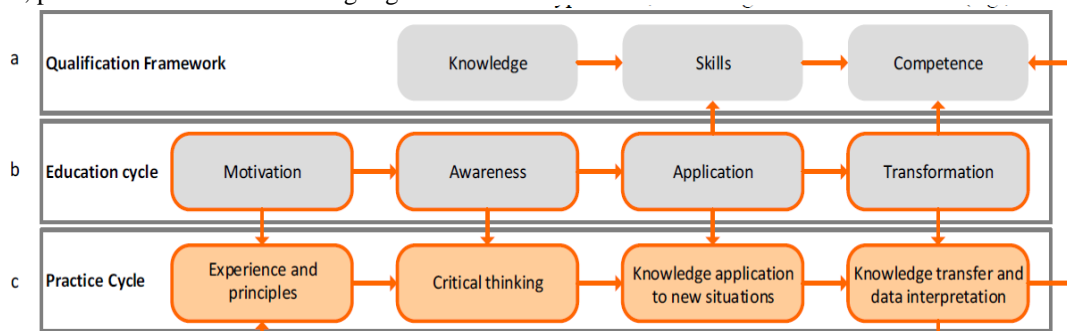 a Qualification Framework Knowledge Skills Competence
b Education cycle Motivation Awareness Application Transformation
c Practice Cycle Experience and principles Critical thinking Knowledge application to new situations Knowledge transfer and data interpretation